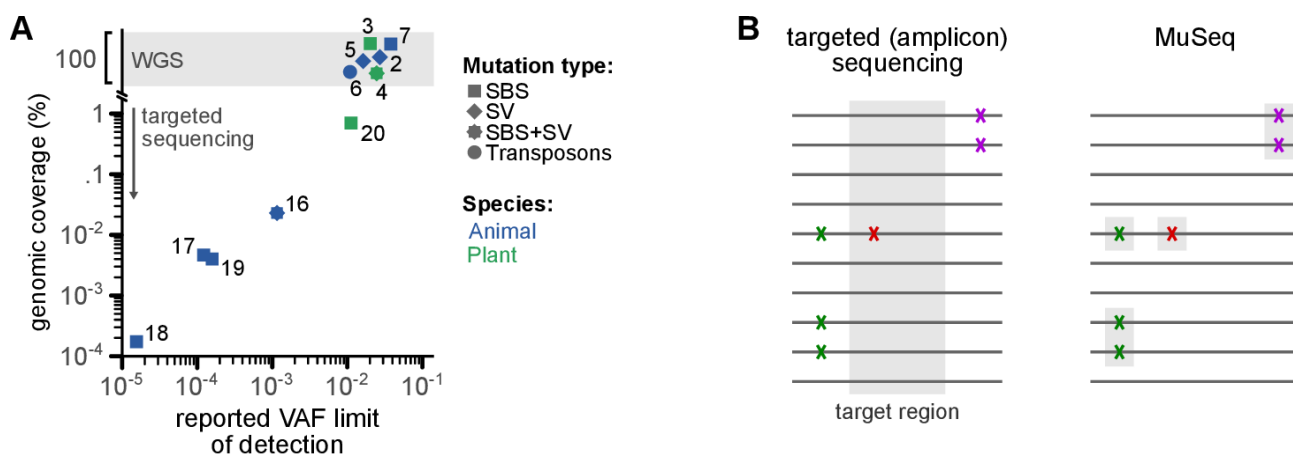 A
100
WGS
3
7
5
2
6
4
genomic coverage (%)
targeted
sequencing
1
.1
10-2
10-3
10-4
20
16
17
19
18
10-5
10-4
10-3
10-2
10-1
reported VAF limit
of detection
Mutation type:
SBS
SV
SBS+SV
Transposons
Species:
Animal
Plant
B
targeted (amplicon)
sequencing
MuSeq
target region